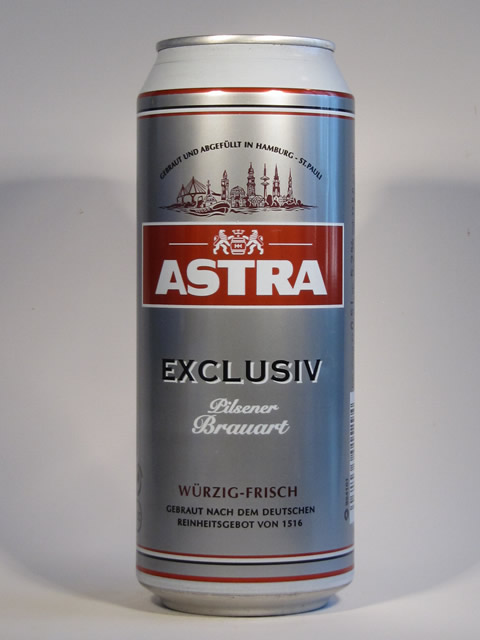 GEBRAUT UND ABGEFÜLLT IN HAMBURG - ST.PAULI
ASTRA
EXCLUSIV
Pilsener
Brauart
WÜRZIG-FRISCH
GEBRAUT NACH DEM DEUTSCHEN
REINHEITSGEBOT VON 1516